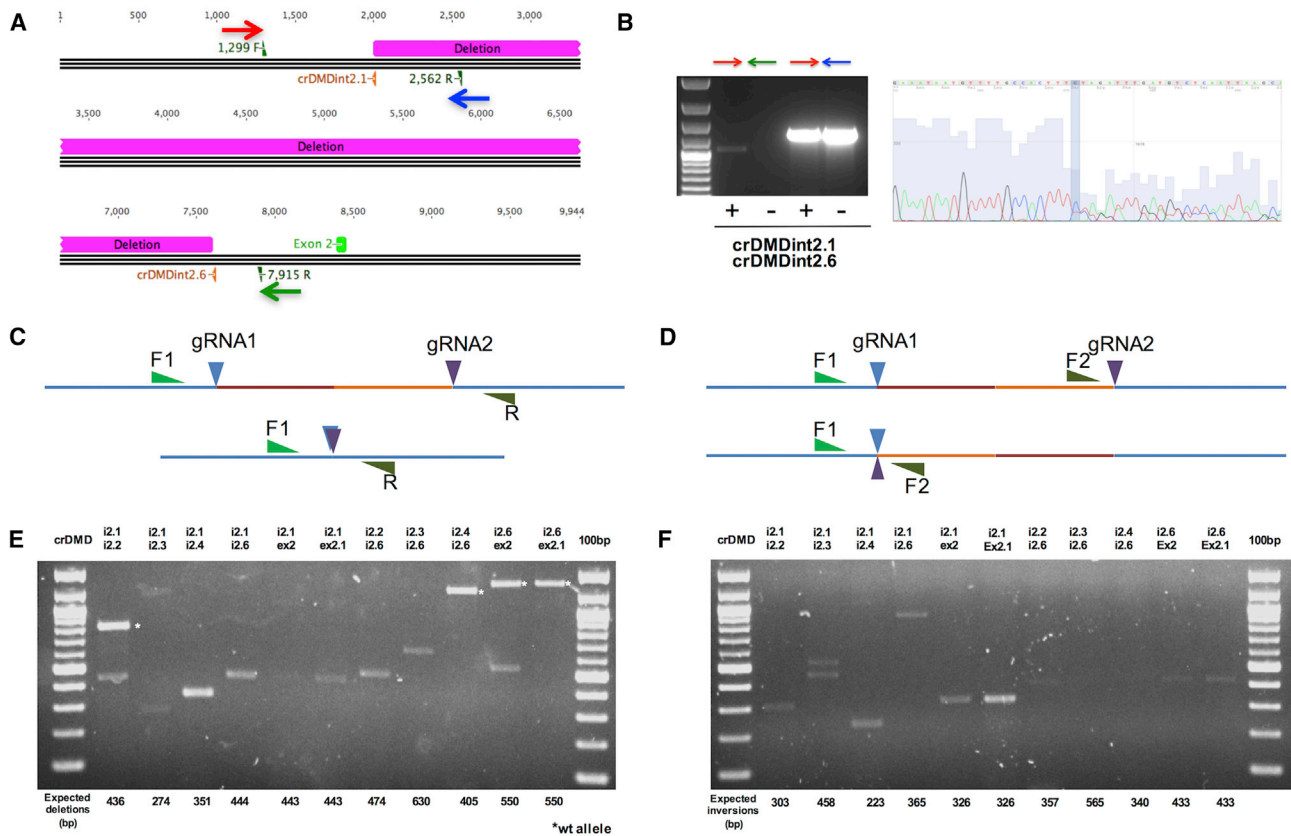 A
1 500 1,000 1,500 2,000 2,500 3,000
1,299 F
Deletion
crDMDint2.1
2,562 R
3,500 4,000 4,500 5,000 5,500 6,000 6,500
Deletion
7,000 7,500 8,000 8,500 9,000 9,500 9,944
Deletion
Exon 2
crDMDint2.6
7,915 R
B
+ - + -
crDMDint2.1
crDMDint2.6
C
F1 gRNA1 gRNA2
R
F1
R
D
F1 gRNA1 F2 gRNA2
F1
F2
E
crDMD i2.1 i2.1 i2.1 i2.1 i2.1 i2.1 i2.2 i2.3 i2.4 i2.6 i2.6 100bp
i2.2 i2.3 i2.4 i2.6 ex2 ex2.1 i2.6 i2.6 i2.6 ex2 ex2.1
* * * *
Expected deletions (bp) 436 274 351 444 443 443 474 630 405 550 550
*wt allele
F
crDMD i2.1 i2.1 i2.1 i2.1 i2.1 i2.1 i2.2 i2.3 i2.4 i2.6 i2.6 100bp
i2.2 i2.3 i2.4 i2.6 ex2 Ex2.1 i2.6 i2.6 i2.6 Ex2 Ex2.1
Expected inversions (bp) 303 458 223 365 326 326 357 565 340 433 433